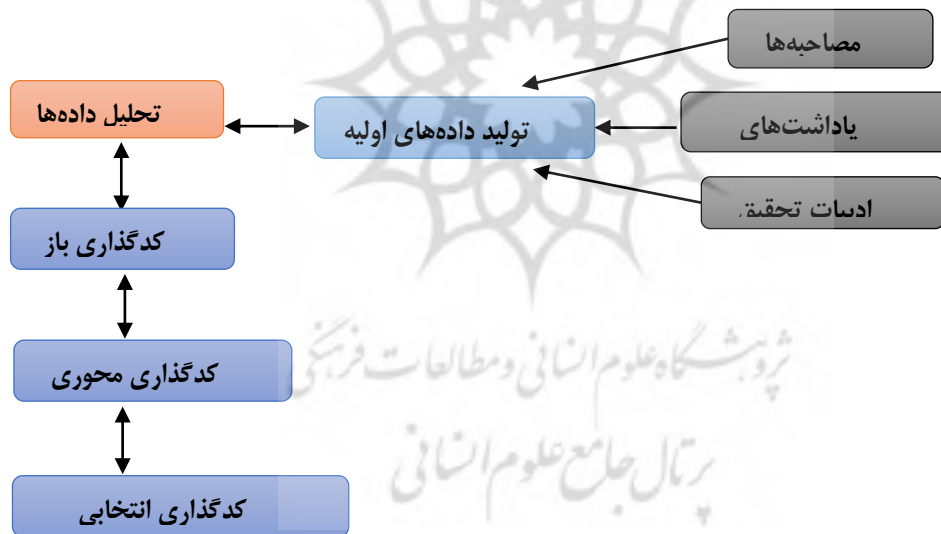 مصاحبه‌ها
یاداشت‌های
ادبیات تحقیق
تولید داده‌های اولیه
تحلیل داده‌ها
کدگذاری باز
کدگذاری محوری
کدگذاری انتخابی
پژوهشگاه علوم انسانی و مطالعات فرهنگی
پرتال جامع علوم انسانی